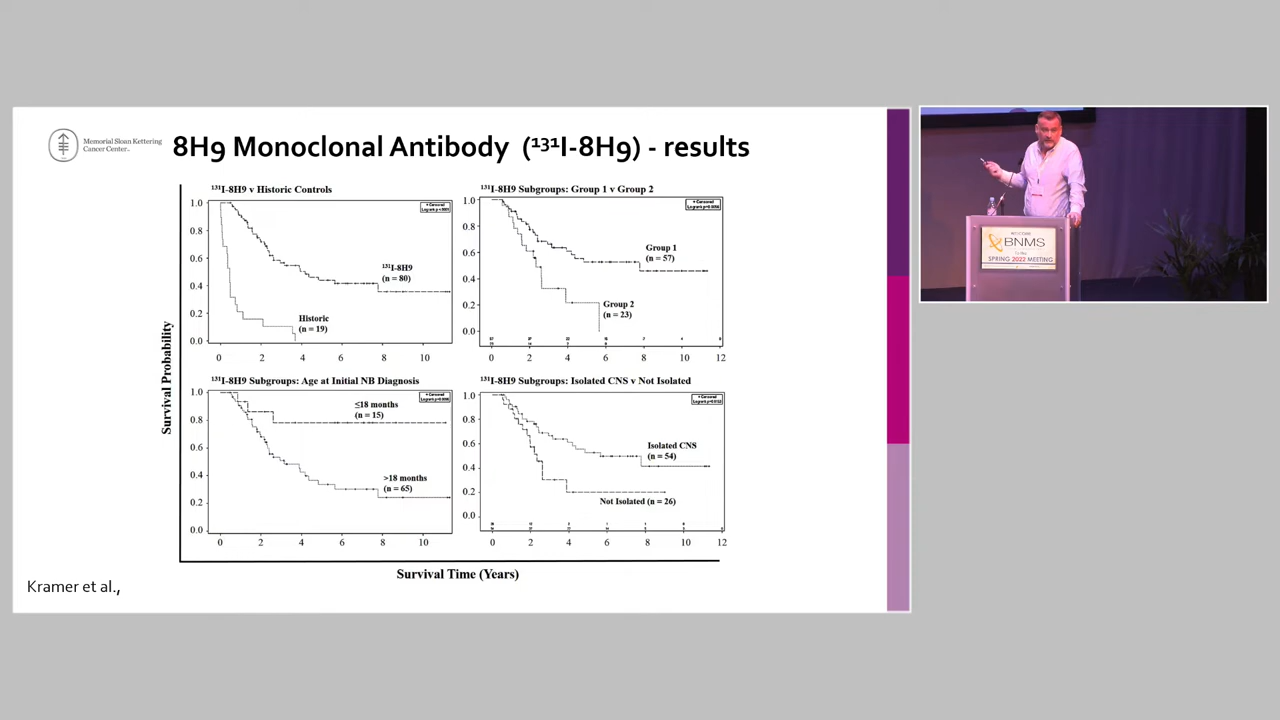 Memorial Sloan Kettering
Cancer Center
8H9 Monoclonal Antibody (¹³¹I-8H9) - results
Survival Probability
¹³¹I-8H9 v Historic Controls
1.0
0.8
0.6
0.4
0.2
0.0
¹³¹I-8H9
(n = 80)
Historic
(n = 19)
0 2 4 6 8 10
¹³¹I-8H9 Subgroups: Group 1 v Group 2
1.0
0.8
0.6
0.4
0.2
0.0
Group 1
(n = 57)
Group 2
(n = 23)
0 2 4 6 8 10 12
¹³¹I-8H9 Subgroups: Age at Initial NB Diagnosis
1.0
0.8
0.6
0.4
0.2
0.0
≤18 months
(n = 15)
>18 months
(n = 65)
0 2 4 6 8 10
¹³¹I-8H9 Subgroups: Isolated CNS v Not Isolated
1.0
0.8
0.6
0.4
0.2
0.0
Isolated CNS
(n = 54)
Not Isolated (n = 26)
0 2 4 6 8 10 12
Survival Time (Years)
Kramer et al.,
BNMS
SPRING 2022 MEETING